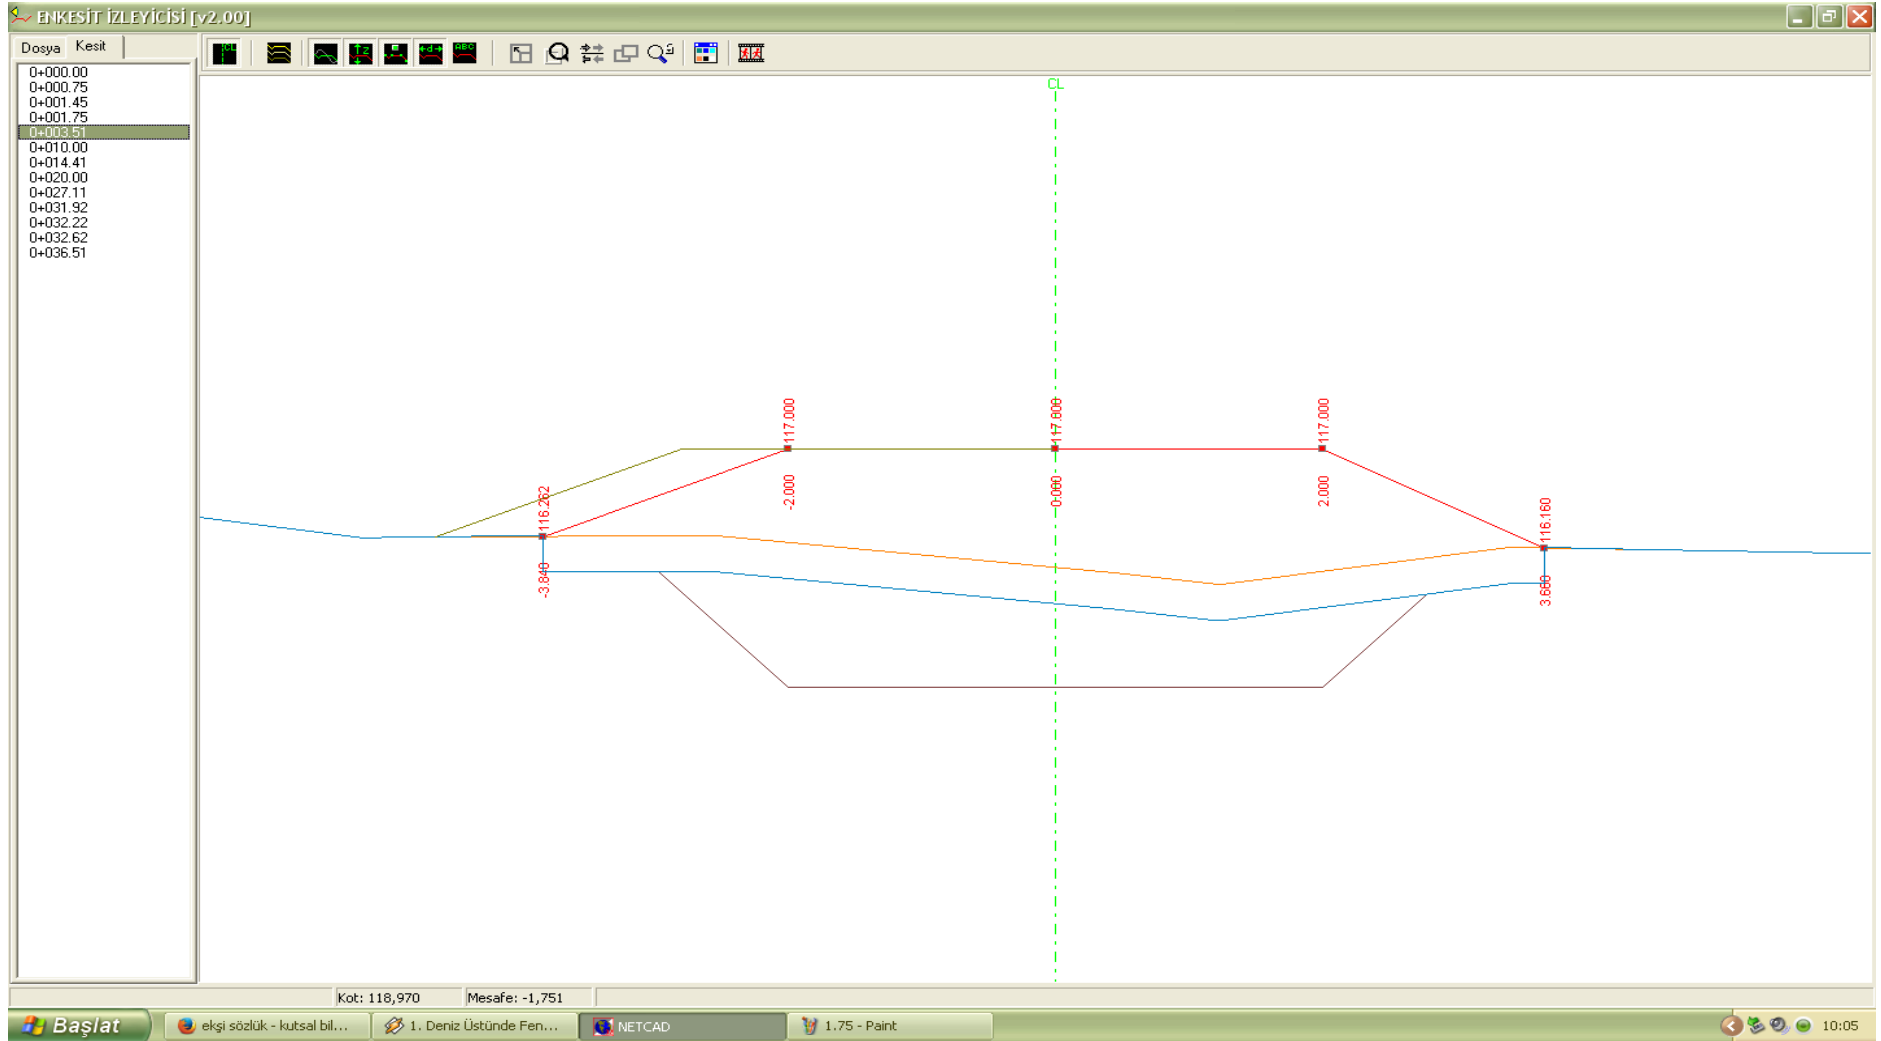 ENKESİT İZLEYİCİSİ [v2.00]
Dosya
Kesit
0+000.00
0+000.75
0+001.45
0+001.75
0+003.51
0+010.00
0+014.41
0+020.00
0+027.11
0+031.92
0+032.22
0+032.62
0+036.51
CL
Z
d
ABC
CL
117.000
117.000
117.000
-2.000
0.000
2.000
116.262
116.160
-3.840
3.660
Kot: 118,970
Mesafe: -1,751
Başlat
ekşi sözlük - kutsal bil...
1. Deniz Üstünde Fen...
NETCAD
1.75 - Paint
10:05